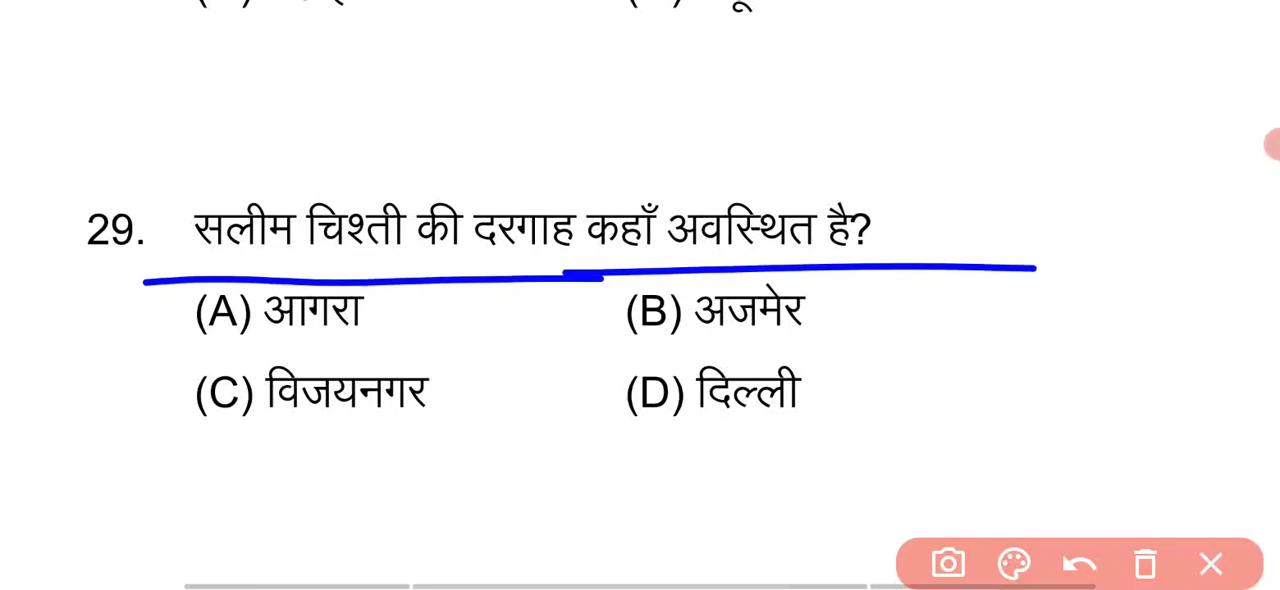 29. सलीम चिश्ती की दरगाह कहाँ अवस्थित है?
(A) आगरा (B) अजमेर
(C) विजयनगर (D) दिल्ली